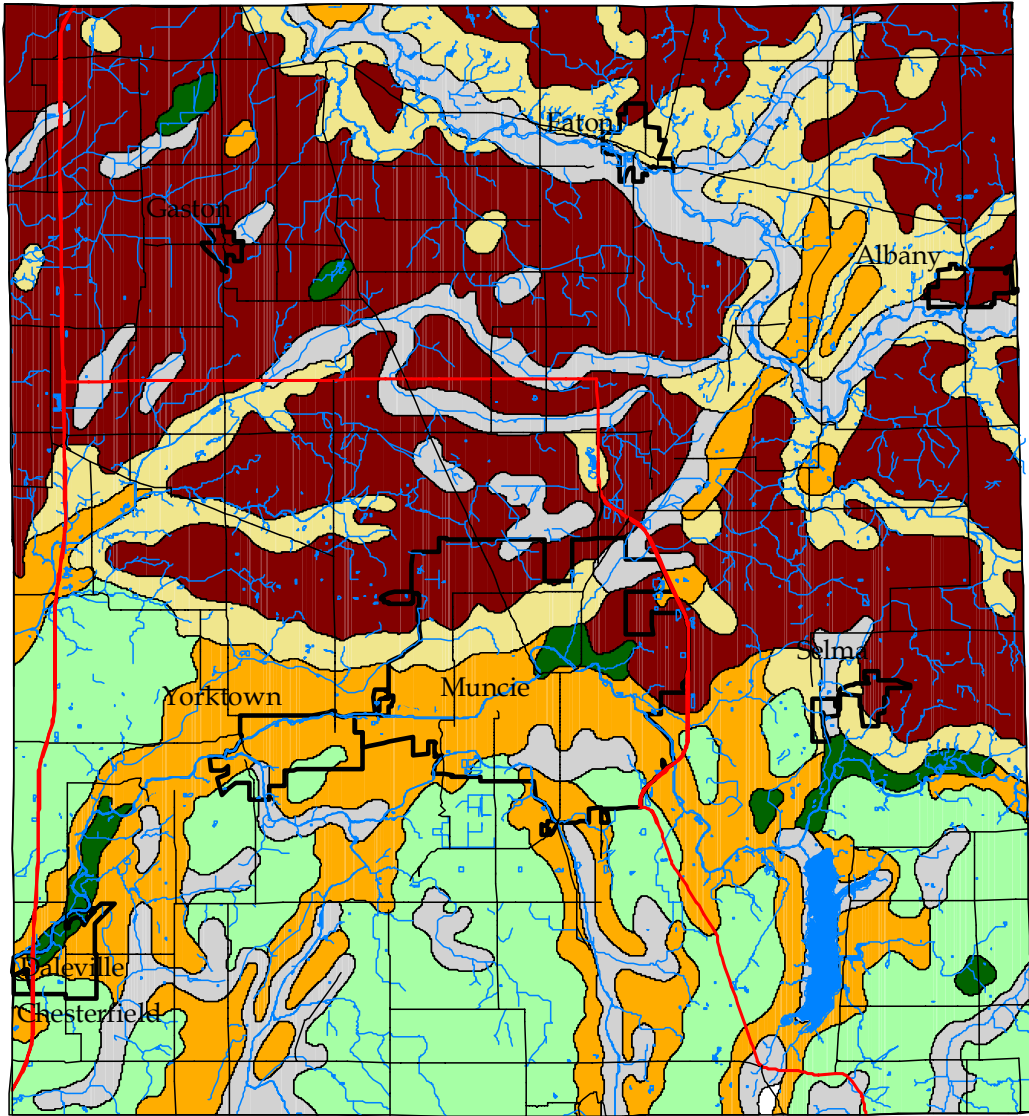 Eaton
Gaston
Albany
Selma
Yorktown
Muncie
Daleville
Chesterfield